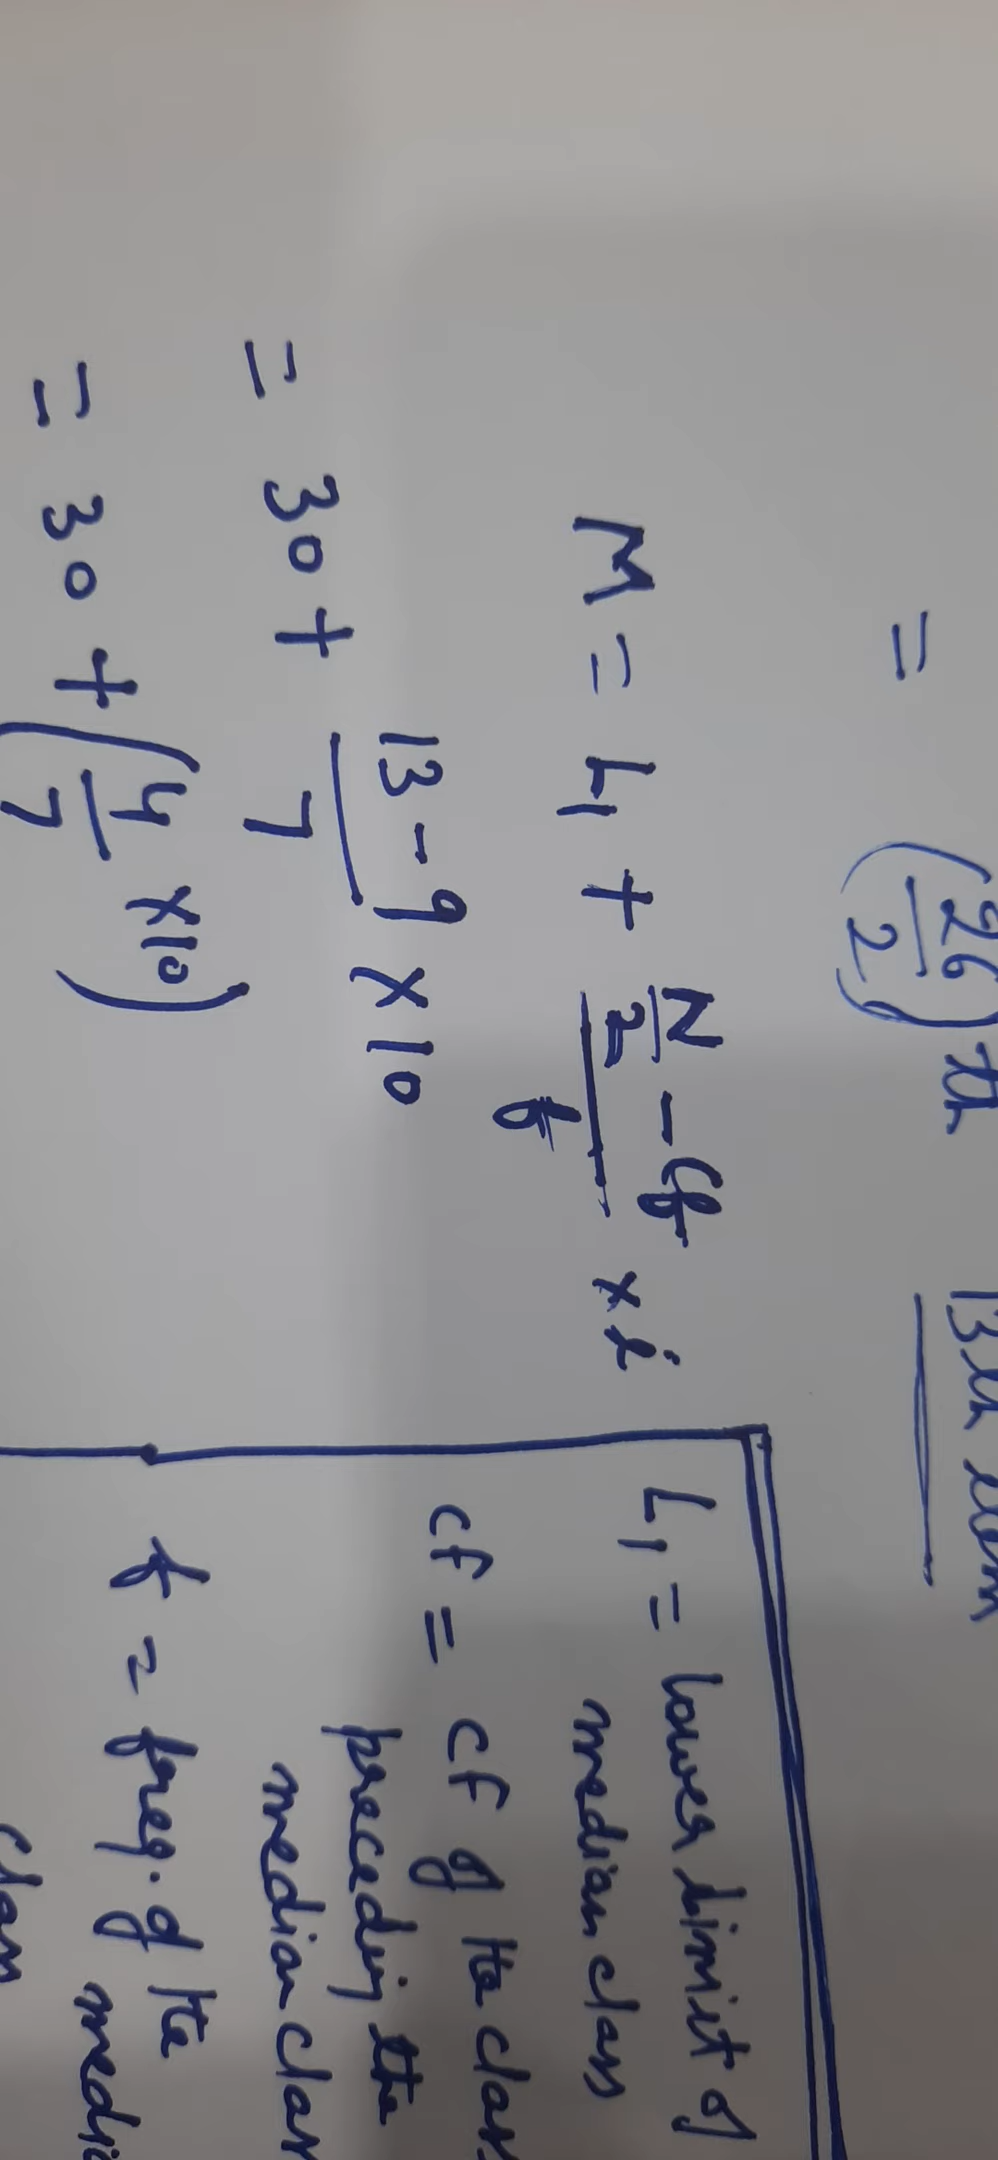 = (26/2)th 13th item
M = L₁ + (N/2 - cf)/f × i
= 30 + (13 - 9)/7 × 10
= 30 + (4/7 × 10)
L₁ = lower limit of
median class
cf = cf of the class
preceding the
median class
f = freq. of the
median
class